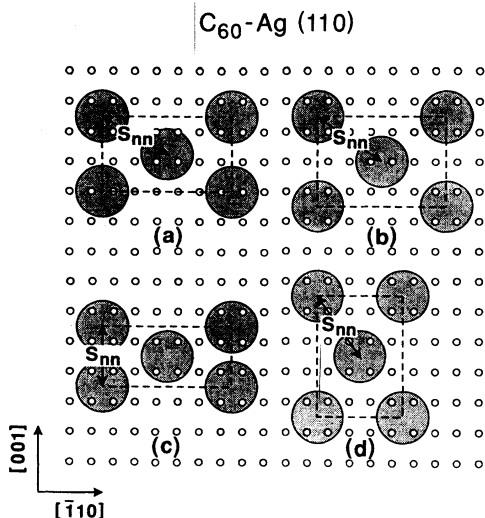 C₆₀-Ag (110)
Sₙₙ
Sₙₙ
(a)
(b)
Sₙₙ
Sₙₙ
(c)
(d)
[001]
[1̄10]